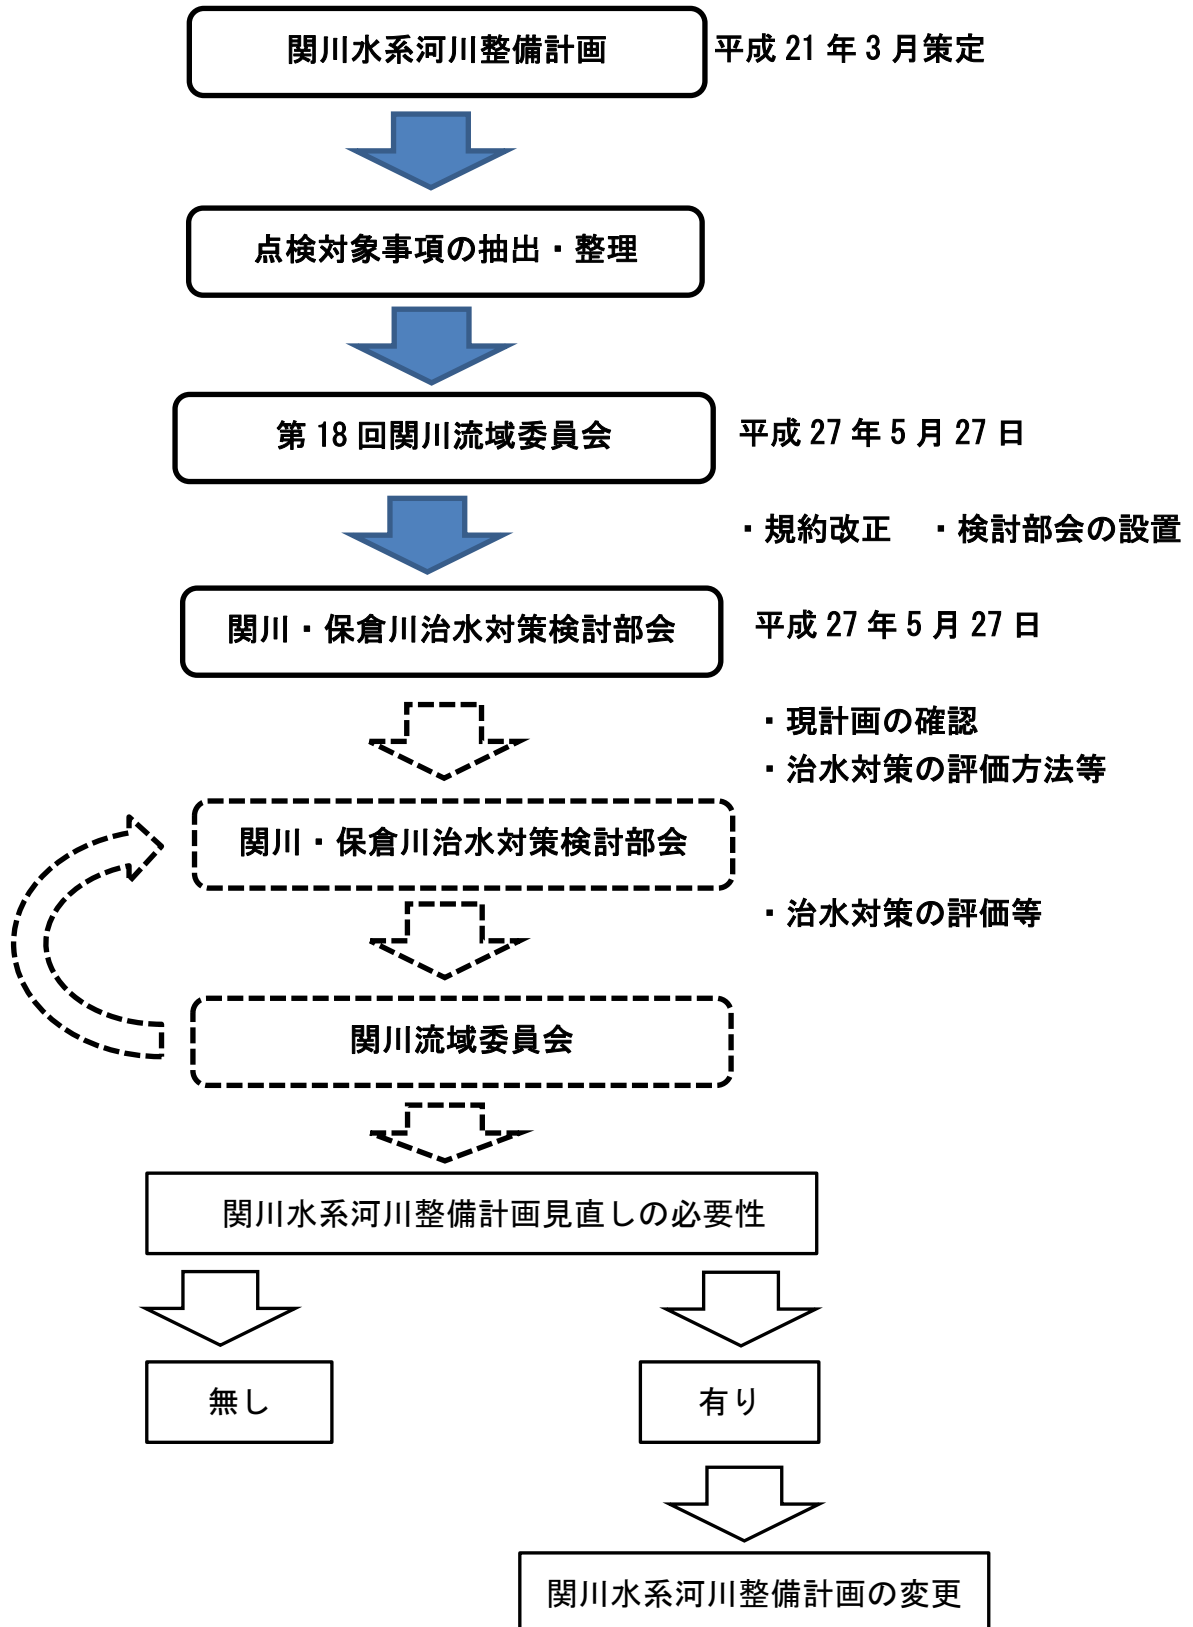 関川水系河川整備計画
平成 21 年 3 月策定
点検対象事項の抽出・整理
第 18 回関川流域委員会
平成 27 年 5 月 27 日
・規約改正　・検討部会の設置
関川・保倉川治水対策検討部会
平成 27 年 5 月 27 日
・現計画の確認
・治水対策の評価方法等
関川・保倉川治水対策検討部会
・治水対策の評価等
関川流域委員会
関川水系河川整備計画見直しの必要性
無し
有り
関川水系河川整備計画の変更